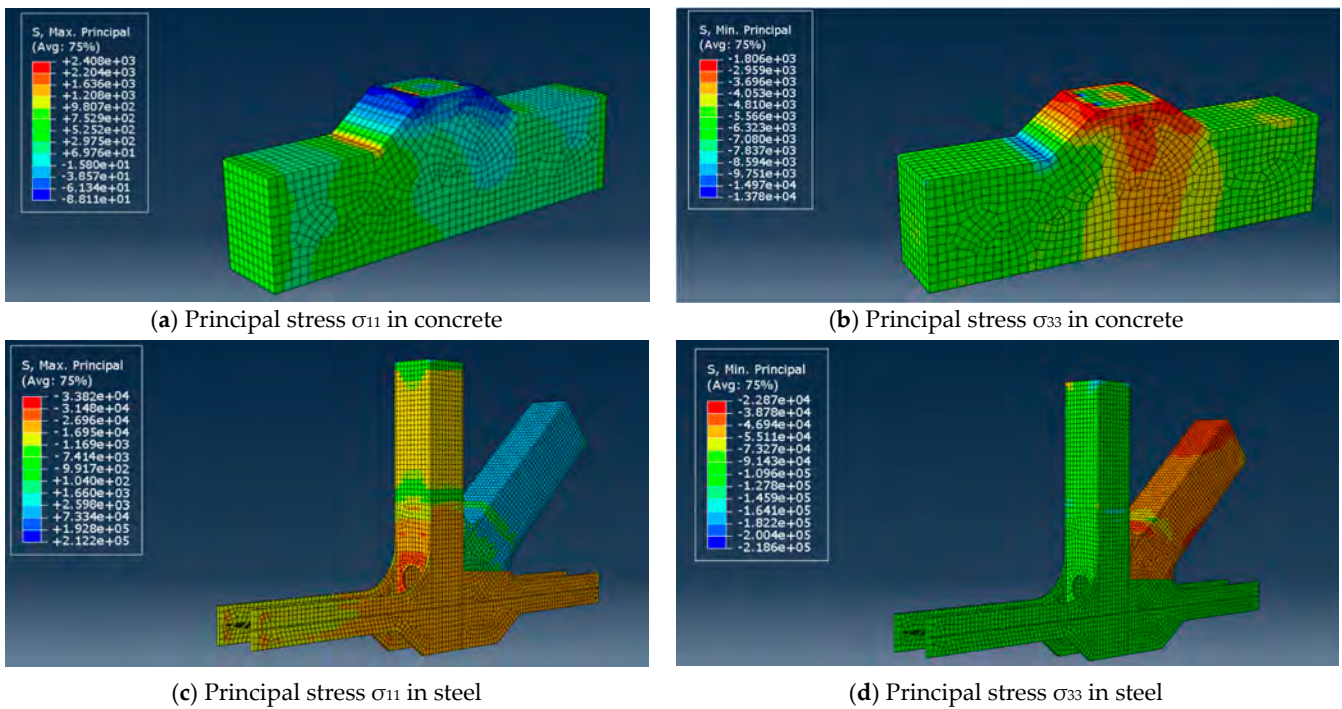 S, Max. Principal
(Avg: 75%)
+2.408e+03
+2.204e+03
+1.636e+03
+1.208e+03
+9.807e+02
+7.529e+02
+5.252e+02
+2.975e+02
+6.976e+01
-1.580e+01
-3.857e+01
-6.134e+01
-8.811e+01
S, Min. Principal
(Avg: 75%)
-1.806e+03
-2.959e+03
-3.696e+03
-4.053e+03
-4.810e+03
-5.566e+03
-6.323e+03
-7.080e+03
-7.837e+03
-8.594e+03
-9.751e+03
-1.497e+04
-1.378e+04
(a) Principal stress σ11 in concrete
(b) Principal stress σ33 in concrete
S, Max. Principal
(Avg: 75%)
-3.382e+04
-3.148e+04
-2.696e+04
-1.695e+04
-1.169e+03
-7.414e+03
-9.917e+02
+1.040e+02
+1.660e+03
+2.598e+03
+7.334e+04
+1.928e+05
+2.122e+05
S, Min. Principal
(Avg: 75%)
-2.287e+04
-3.878e+04
-4.694e+04
-5.511e+04
-7.327e+04
-9.143e+04
-1.096e+05
-1.278e+05
-1.459e+05
-1.641e+05
-1.822e+05
-2.004e+05
-2.186e+05
(c) Principal stress σ11 in steel
(d) Principal stress σ33 in steel